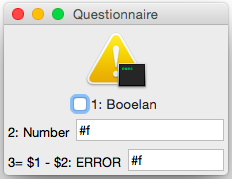 Questionnaire
1: Booelan
2: Number #f
3= $1 - $2: ERROR #f